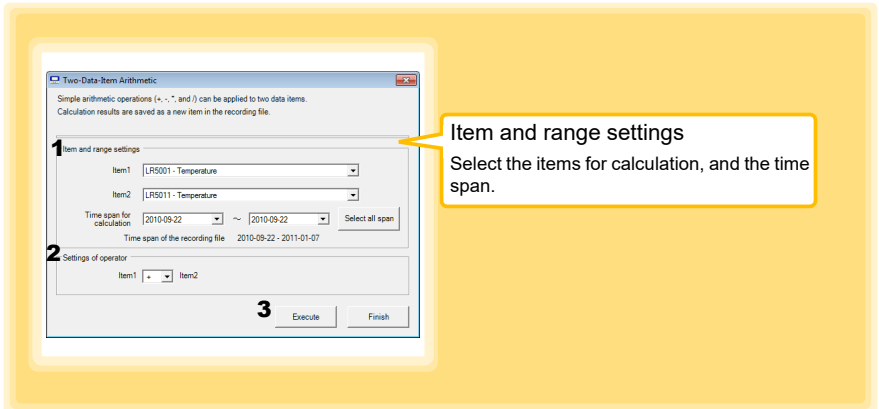 Two-Data-Item Arithmetic
Simple arithmetic operations (+, -, *, and /) can be applied to two data items.
Calculation results are saved as a new item in the recording file.
1
Item and range settings
Item1 LR5001 - Temperature
Item2 LR5011 - Temperature
Time span for
calculation 2010-09-22 ~ 2010-09-22 Select all span
Time span of the recording file 2010-09-22 - 2011-01-07
2
Settings of operator
Item1 + Item2
3 Execute Finish
Item and range settings
Select the items for calculation, and the time
span.